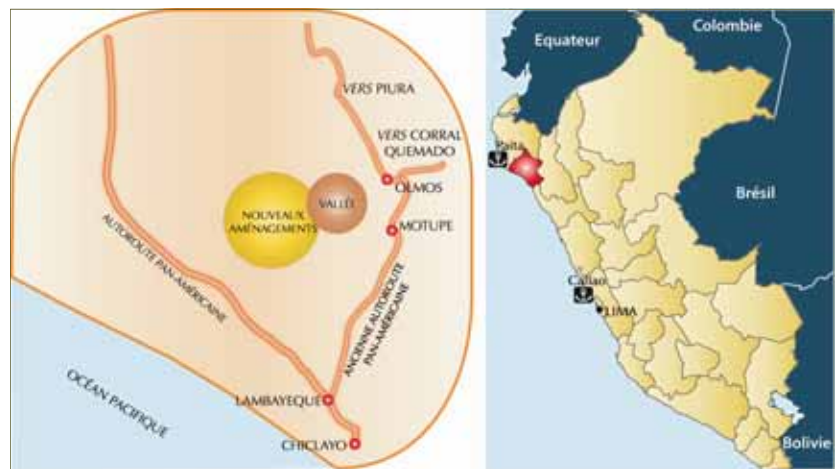 VERS PIURA
VERS CORRAL
QUEMADO
OLMOS
VALLÉE
NOUVEAUX
AMÉNAGEMENTS
MOTUPE
AUTOROUTE PAN-AMÉRICAINE
ANCIENNE AUTOROUTE
PAN-AMÉRICAINE
LAMBAYEQUE
OCÉAN PACIFIQUE
CHICLAYO
Equateur
Colombie
Paita
Brésil
Callao
LIMA
Bolivie